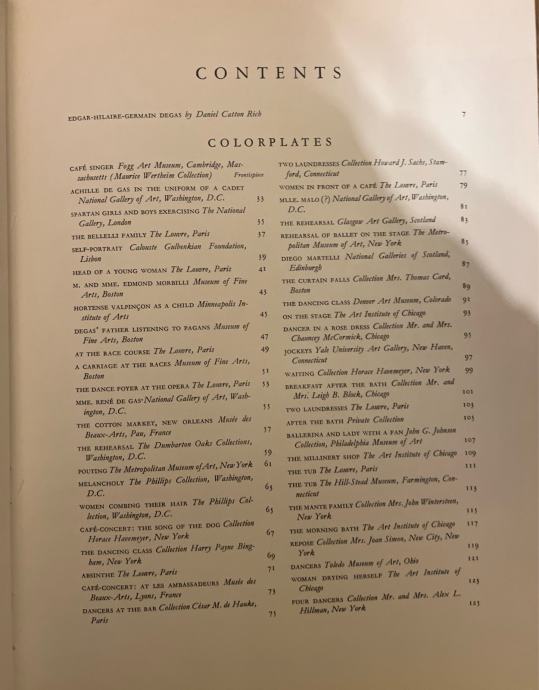 CONTENTS
EDGAR-HILAIRE-GERMAIN DEGAS by Daniel Catton Rich 7
COLORPLATES
CAFÉ SINGER Fogg Art Museum, Cambridge, Mas-
sachusetts (Maurice Wertheim Collection) Frontispiece
ACHILLE DE GAS IN THE UNIFORM OF A CADET
National Gallery of Art, Washington, D.C. 33
SPARTAN GIRLS AND BOYS EXERCISING The National
Gallery, London 35
THE BELLELLI FAMILY The Louvre, Paris 37
SELF-PORTRAIT Calouste Gulbenkian Foundation,
Lisbon 39
HEAD OF A YOUNG WOMAN The Louvre, Paris 41
M. AND MME. EDMOND MORBILLI Museum of Fine
Arts, Boston 43
HORTENSE VALPINÇON AS A CHILD Minneapolis In-
stitute of Arts 45
DEGAS' FATHER LISTENING TO PAGANS Museum of
Fine Arts, Boston 47
AT THE RACE COURSE The Louvre, Paris 49
A CARRIAGE AT THE RACES Museum of Fine Arts,
Boston 51
THE DANCE FOYER AT THE OPERA The Louvre, Paris 53
MME. RENÉ DE GAS National Gallery of Art, Wash-
ington, D.C. 55
THE COTTON MARKET, NEW ORLEANS Musée des
Beaux-Arts, Pau, France 57
THE REHEARSAL The Dumbarton Oaks Collections,
Washington, D.C. 59
POUTING The Metropolitan Museum of Art, New York 61
MELANCHOLY The Phillips Collection, Washington,
D.C. 63
WOMEN COMBING THEIR HAIR The Phillips Col-
lection, Washington, D.C. 65
CAFÉ-CONCERT: THE SONG OF THE DOG Collection
Horace Havemeyer, New York 67
THE DANCING CLASS Collection Harry Payne Bing-
ham, New York 69
ABSINTHE The Louvre, Paris 71
CAFÉ-CONCERT: AT LES AMBASSADEURS Musée des
Beaux-Arts, Lyons, France 73
DANCERS AT THE BAR Collection César M. de Hauke,
Paris 75
TWO LAUNDRESSES Collection Howard J. Sachs, Stam-
ford, Connecticut 77
WOMEN IN FRONT OF A CAFÉ The Louvre, Paris 79
MLLE. MALO (?) National Gallery of Art, Washington,
D.C. 81
THE REHEARSAL Glasgow Art Gallery, Scotland 83
REHEARSAL OF BALLET ON THE STAGE The Metro-
politan Museum of Art, New York 85
DIEGO MARTELLI National Galleries of Scotland,
Edinburgh 87
THE CURTAIN FALLS Collection Mrs. Thomas Card,
Boston 89
THE DANCING CLASS Denver Art Museum, Colorado 91
ON THE STAGE The Art Institute of Chicago 93
DANCER IN A ROSE DRESS Collection Mr. and Mrs.
Chauncey McCormick, Chicago 95
JOCKEYS Yale University Art Gallery, New Haven,
Connecticut 97
WAITING Collection Horace Havemeyer, New York 99
BREAKFAST AFTER THE BATH Collection Mr. and
Mrs. Leigh B. Block, Chicago 101
TWO LAUNDRESSES The Louvre, Paris 103
AFTER THE BATH Private Collection 105
BALLERINA AND LADY WITH A FAN John G. Johnson
Collection, Philadelphia Museum of Art 107
THE MILLINERY SHOP The Art Institute of Chicago 109
THE TUB The Louvre, Paris 111
THE TUB The Hill-Stead Museum, Farmington, Con-
necticut 113
THE MANTE FAMILY Collection Mrs. John Wintersteen,
New York 115
THE MORNING BATH The Art Institute of Chicago 117
REPOSE Collection Mrs. Joan Simon, New City, New
York 119
DANCERS Toledo Museum of Art, Ohio 121
WOMAN DRYING HERSELF The Art Institute of
Chicago 123
FOUR DANCERS Collection Mr. and Mrs. Alex L.
Hillman, New York 125